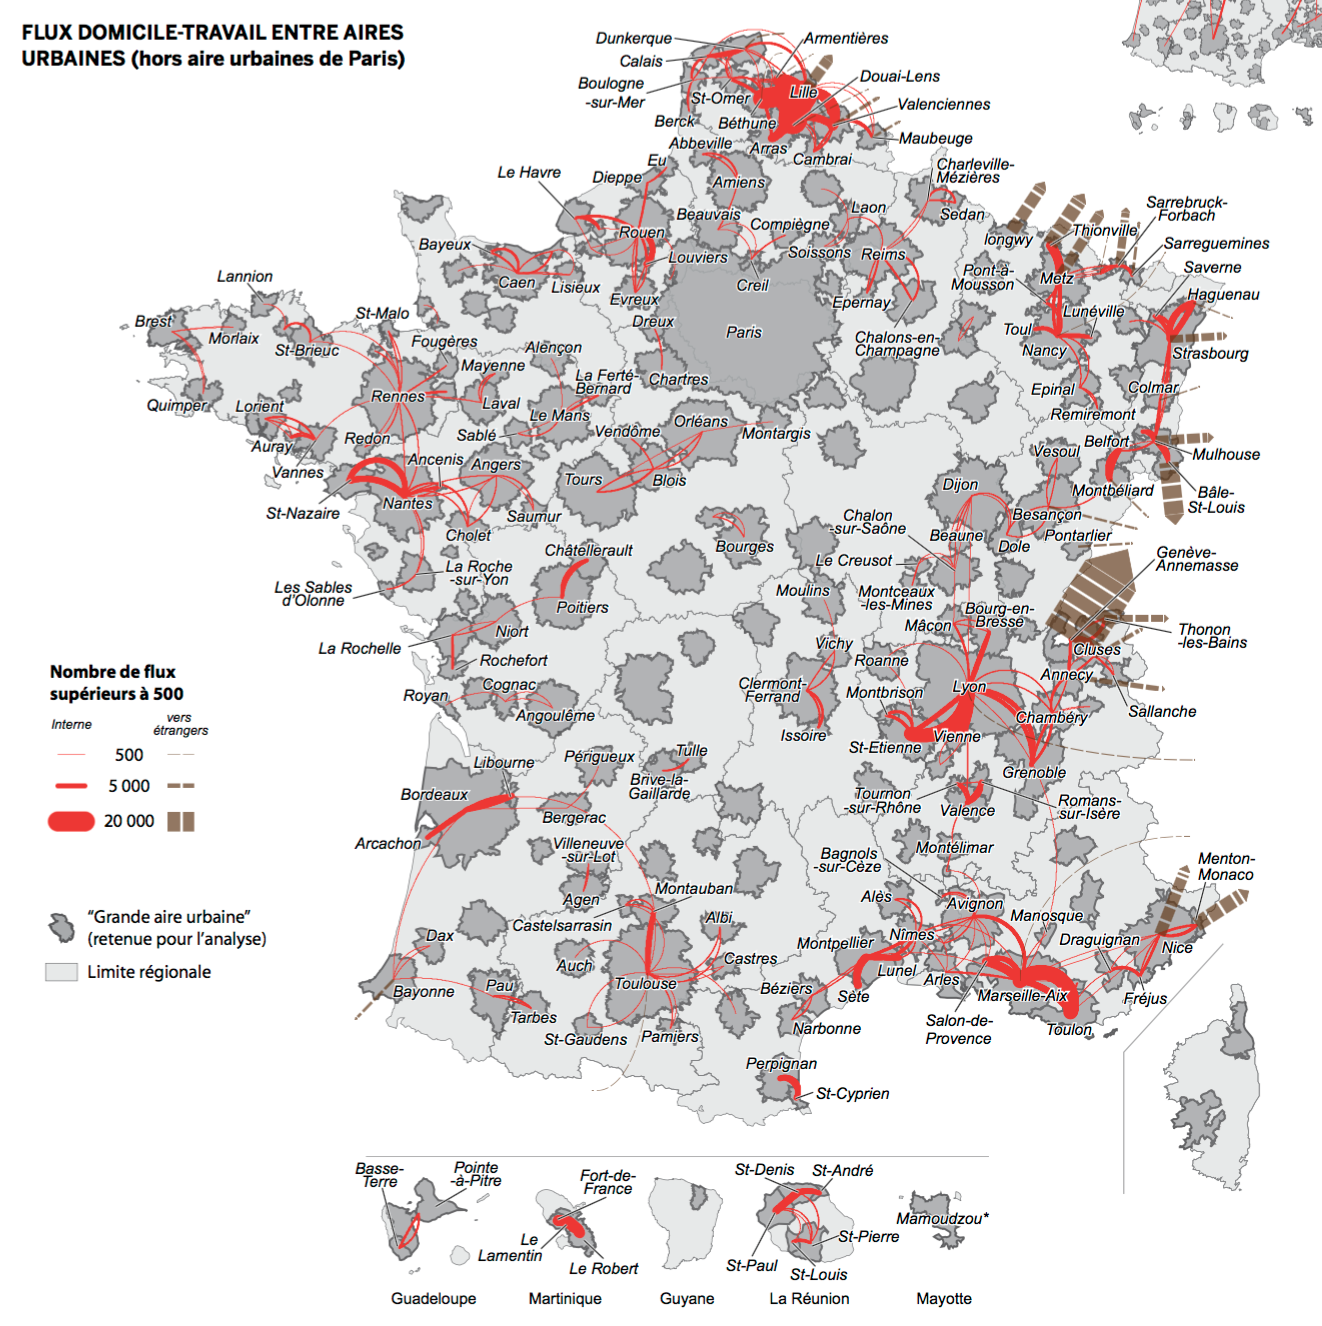 FLUX DOMICILE-TRAVAIL ENTRE AIRES
URBAINES (hors aire urbaines de Paris)
Dunkerque
Armentières
Calais
Douai-Lens
Boulogne
-sur-Mer
St-Omer
Lille
Valenciennes
Berck
Béthune
Maubeuge
Abbeville
Arras
Cambrai
Eu
Charleville-
Mézières
Le Havre
Dieppe
Amiens
Sedan
Laon
Beauvais
Compiègne
Rouen
Soissons
Reims
longwy
Thionville
Sarrebruck-
Forbach
Sarreguemines
Bayeux
Louviers
Metz
Saverne
Caen
Lisieux
Creil
Pont-à-
Mousson
Haguenau
Lannion
Evreux
Epernay
Lunéville
Brest
St-Malo
Dreux
Paris
Toul
Morlaix
St-Brieuc
Fougères
Alençon
Chalons-en-
Champagne
Nancy
Strasbourg
Mayenne
La Ferté-
Bernard
Chartres
Epinal
Colmar
Quimper
Lorient
Rennes
Laval
Le Mans
Remiremont
Auray
Redon
Sablé
Vendôme
Orléans
Montargis
Belfort
Vesoul
Mulhouse
Vannes
Ancenis
Angers
Tours
Blois
Dijon
Montbéliard
Bâle-
St-Louis
St-Nazaire
Nantes
Saumur
Chalon
-sur-Saône
Besançon
Cholet
Beaune
Dole
Pontarlier
Châtellerault
Bourges
Le Creusot
Genève-
Annemasse
La Roche
-sur-Yon
Les Sables
d'Olonne
Poitiers
Moulins
Montceaux
-les-Mines
Bourg-en-
Bresse
Mâcon
Thonon
-les-Bains
La Rochelle
Niort
Vichy
Cluses
Rochefort
Roanne
Annecy
Nombre de flux
supérieurs à 500
Royan
Cognac
Clermont-
Ferrand
Lyon
Montbrison
Sallanche
Angoulême
Chambéry
Interne
vers
étrangers
Issoire
St-Etienne
Vienne
500
Libourne
Périgueux
Tulle
Grenoble
5 000
Bordeaux
Brive-la-
Gaillarde
Tournon
-sur-Rhône
Valence
Romans-
sur-Isère
20 000
Bergerac
Arcachon
Villeneuve
-sur-Lot
Bagnols
-sur-Cèze
Montélimar
Menton-
Monaco
Agen
Montauban
Alès
Avignon
Manosque
“Grande aire urbaine”
(retenue pour l’analyse)
Castelsarrasin
Albi
Nîmes
Draguignan
Nice
Dax
Montpellier
Limite régionale
Auch
Castres
Lunel
Arles
Bayonne
Pau
Toulouse
Béziers
Sète
Marseille-Aix
Fréjus
Tarbes
Narbonne
Salon-de-
Provence
Toulon
St-Gaudens
Pamiers
Perpignan
St-Cyprien
Basse-
Terre
Pointe
-à-Pitre
Fort-de-
France
St-Denis
St-André
Mamoudzou*
Le
Lamentin
St-Pierre
Le Robert
St-Paul
St-Louis
Guadeloupe
Martinique
Guyane
La Réunion
Mayotte